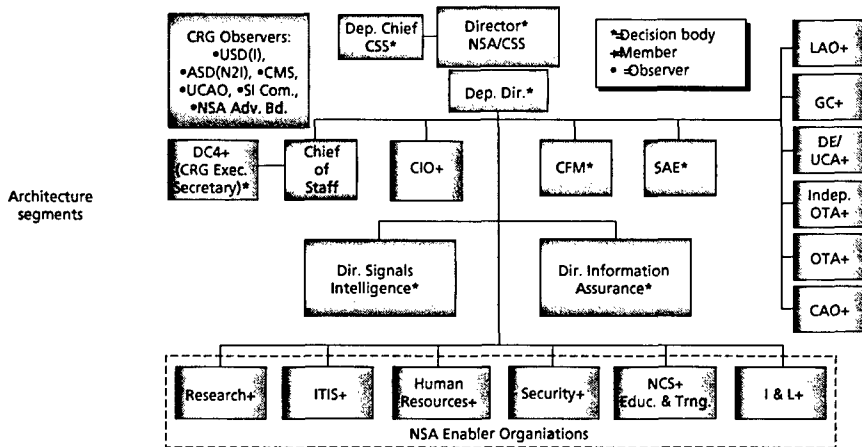 CRG Observers:
•USD(I),
•ASD(N2I), •CMS,
•UCAO, •SI Com.,
•NSA Adv. Bd.
Dep. Chief
CSS*
Director*
NSA/CSS
*=Decision body
+=Member
• =Observer
Dep. Dir.*
LAO+
GC+
DE/
UCA+
Indep.
OTA+
OTA+
CAO+
DC4+
(CRG Exec.
Secretary)*
Chief
of
Staff
CIO+
CFM*
SAE*
Architecture
segments
Dir. Signals
Intelligence*
Dir. Information
Assurance*
Research+
ITIS+
Human
Resources+
Security+
NCS+
Educ. & Trng.
I & L+
NSA Enabler Organiations